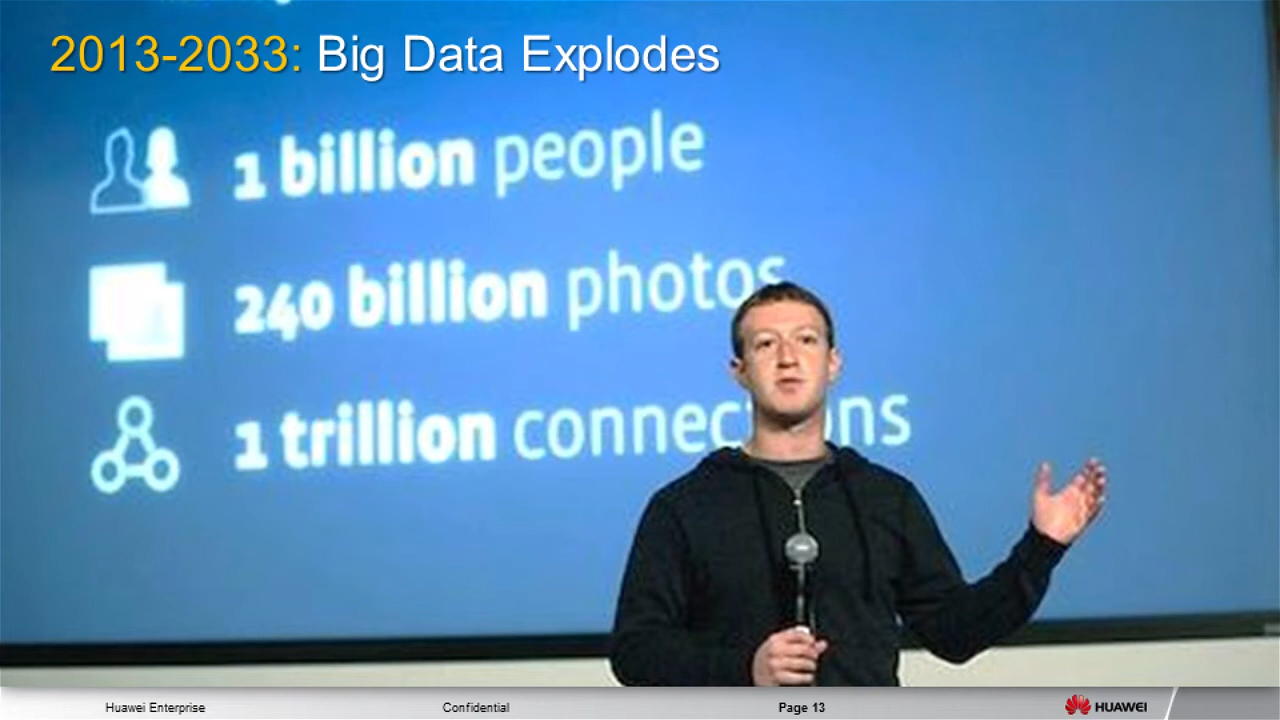 2013-2033: Big Data Explodes
1 billion people
240 billion photos
1 trillion connections
Huawei Enterprise
Confidential
Page 13
HUAWEI